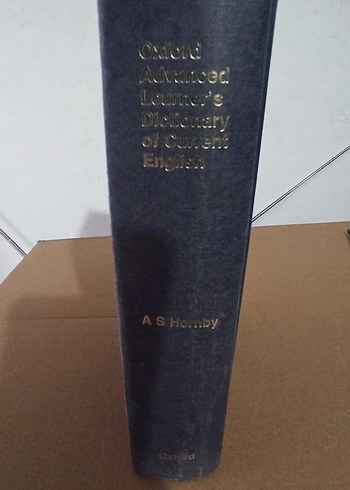 Oxford
Advanced
Learner's
Dictionary
of Current
English
A S Hornby
Oxford